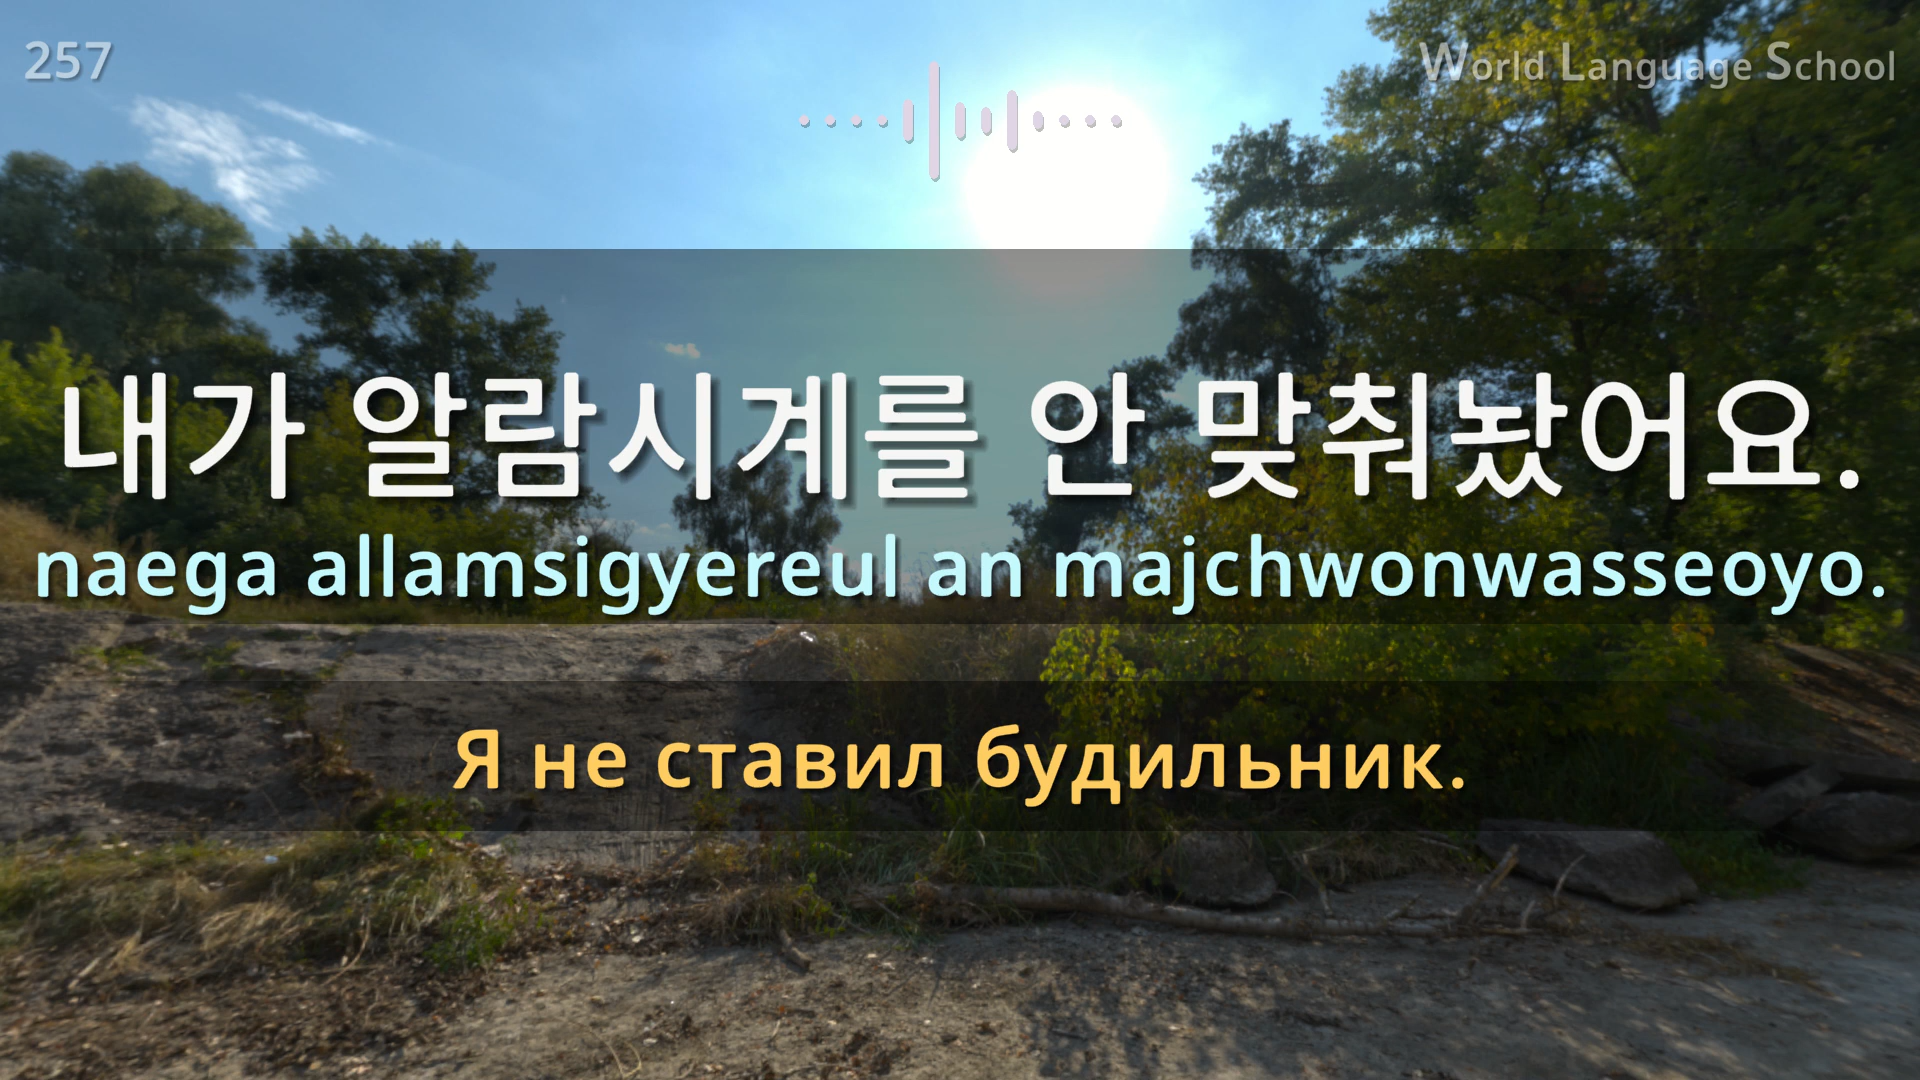 257
World Language School
내가 알람시계를 안 맞춰놨어요.
naega allamsigyereul an majchwonwasseoyo.
Я не ставил будильник.